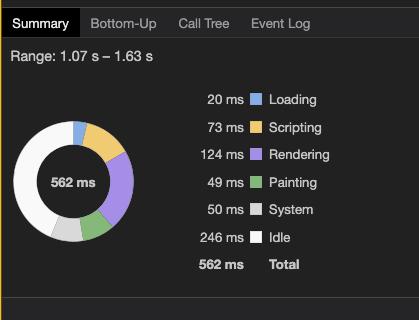 Summary Bottom-Up Call Tree Event Log
Range: 1.07 s – 1.63 s
20 ms Loading
73 ms Scripting
124 ms Rendering
562 ms
49 ms Painting
50 ms System
246 ms Idle
562 ms Total